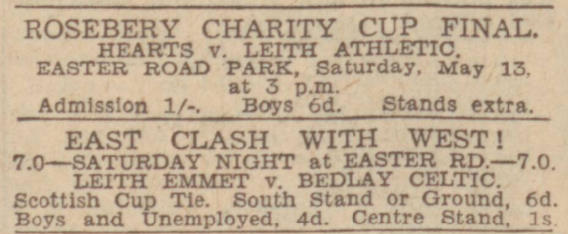 ROSEBERY CHARITY CUP FINAL.
HEARTS v. LEITH ATHLETIC.
EASTER ROAD PARK, Saturday, May 13,
at 3 p.m.
Admission 1/-. Boys 6d. Stands extra.
EAST CLASH WITH WEST!
7.0—SATURDAY NIGHT at EASTER RD.—7.0.
LEITH EMMET v. BEDLAY CELTIC.
Scottish Cup Tie. South Stand or Ground, 6d.
Boys and Unemployed, 4d. Centre Stand, 1s.